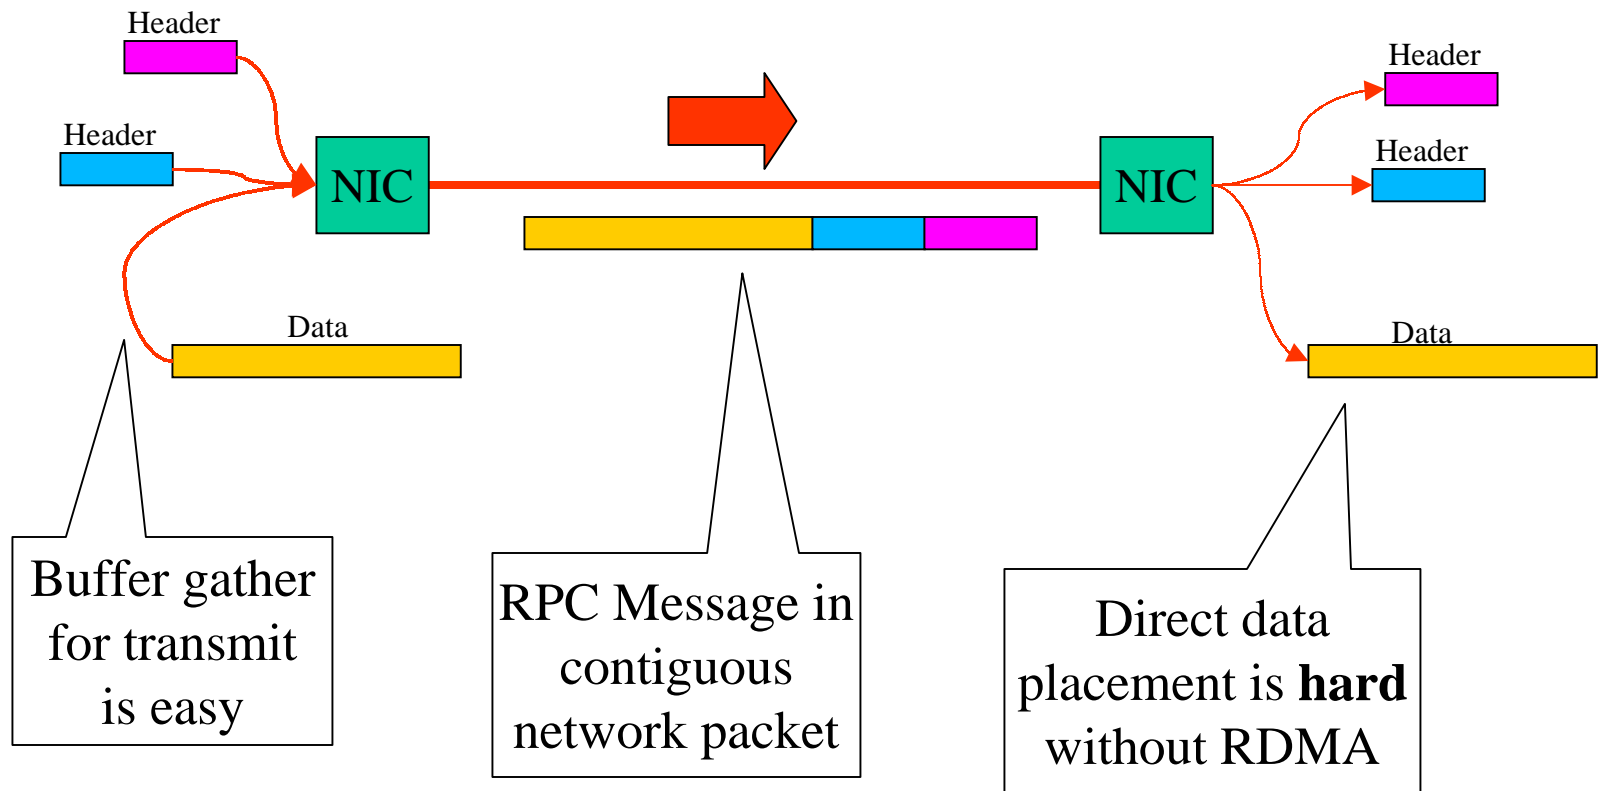 Header
Header
Header
Header
NIC
NIC
Data
Data
Buffer gather
for transmit
is easy
RPC Message in
contiguous
network packet
Direct data
placement is hard
without RDMA